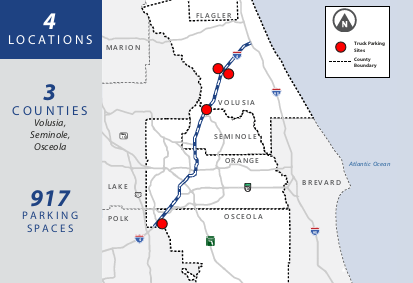 4
LOCATIONS
3
COUNTIES
Volusia,
Seminole,
Osceola
917
PARKING
SPACES
FLAGLER
MARION
VOLUSIA
SEMINOLE
ORANGE
LAKE
BREVARD
POLK
OSCEOLA
Atlantic Ocean
N
Truck Parking
Sites
County
Boundary